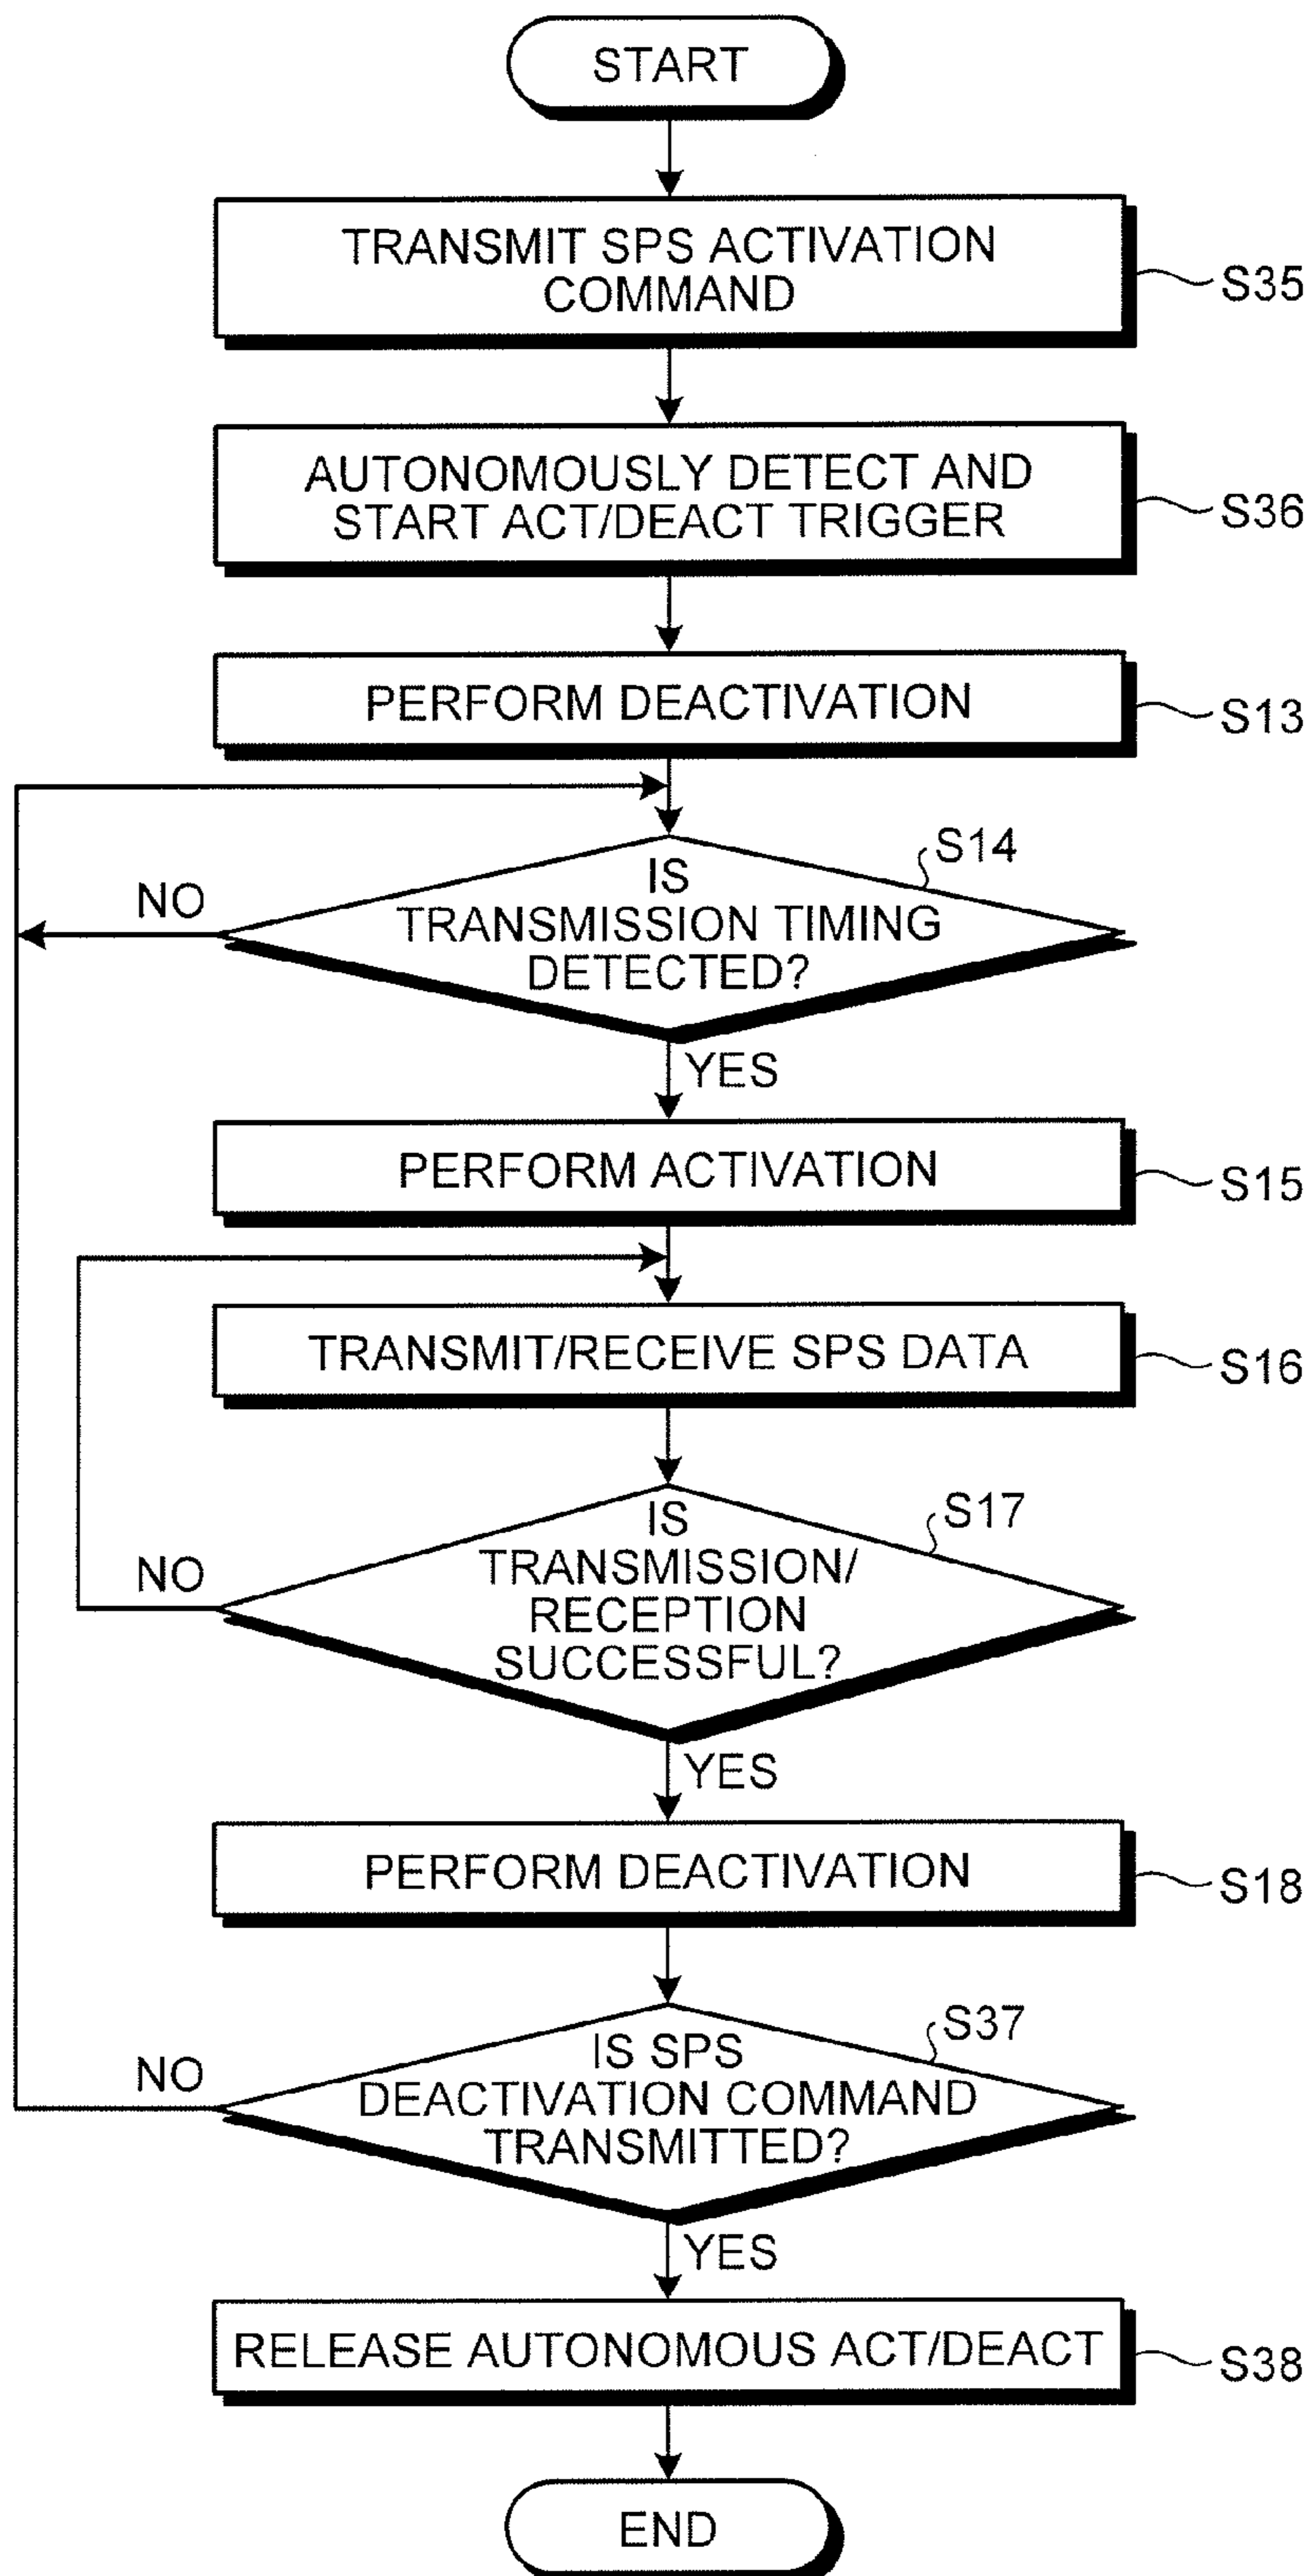 START
TRANSMIT SPS ACTIVATION
COMMAND
S35
AUTONOMOUSLY DETECT AND
START ACT/DEACT TRIGGER
S36
PERFORM DEACTIVATION
S13
S14
IS
TRANSMISSION TIMING
DETECTED?
NO
YES
PERFORM ACTIVATION
S15
TRANSMIT/RECEIVE SPS DATA
S16
S17
IS
TRANSMISSION/
RECEPTION
SUCCESSFUL?
NO
YES
PERFORM DEACTIVATION
S18
S37
IS SPS
DEACTIVATION COMMAND
TRANSMITTED?
NO
YES
RELEASE AUTONOMOUS ACT/DEACT
S38
END